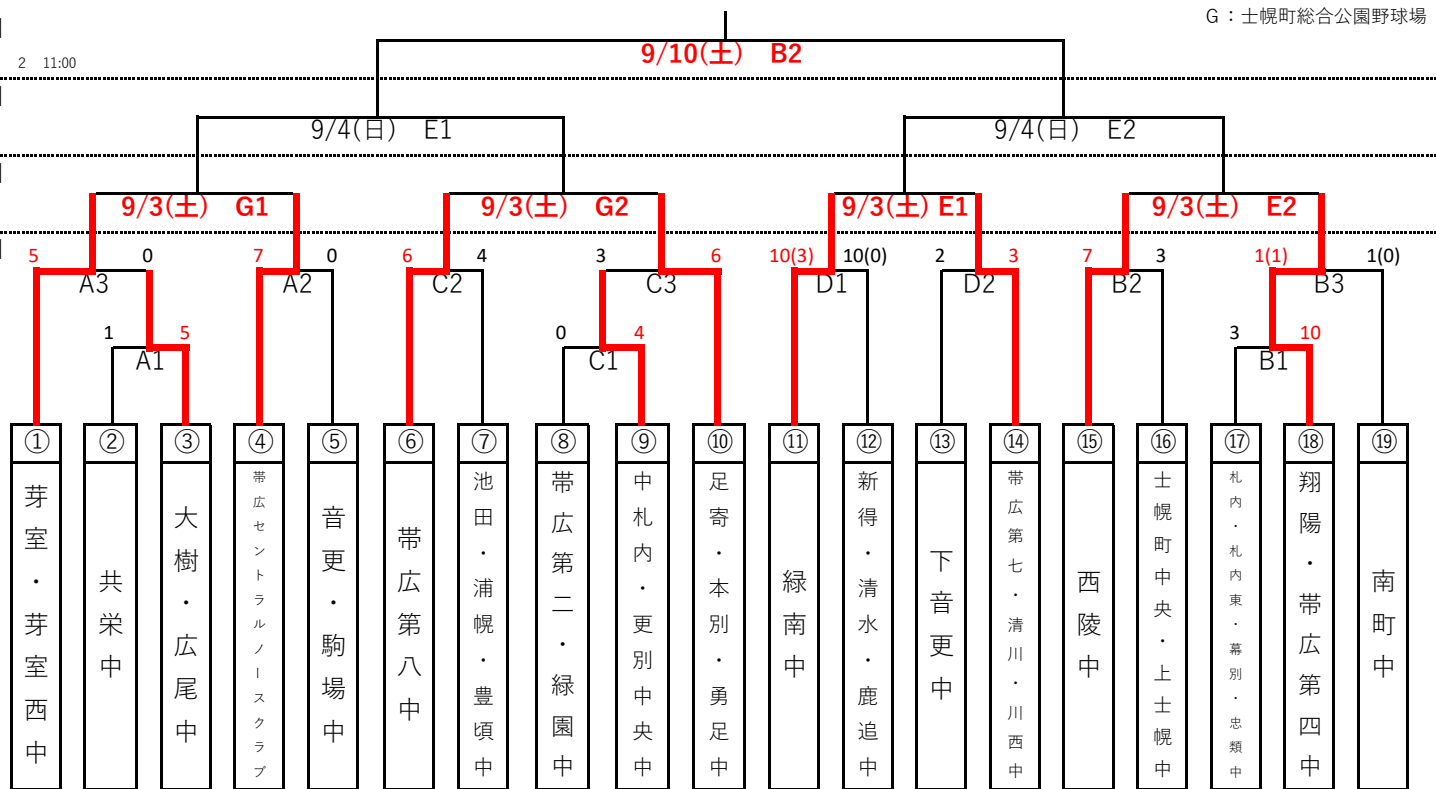 G：士幌町総合公園野球場
9/10(土)　B2
2　11:00
9/4(日)　E1
9/4(日)　E2
9/3(土)　G1
9/3(土)　G2
9/3(土) E1
9/3(土)　E2
5
0
7
0
6
4
3
6
10(3)
10(0)
2
3
7
3
1(1)
1(0)
A3
A2
C2
C3
D1
D2
B2
B3
1
5
0
4
3
10
A1
C1
B1
①
②
③
④
⑤
⑥
⑦
⑧
⑨
⑩
⑪
⑫
⑬
⑭
⑮
⑯
⑰
⑱
⑲
芽室・芽室西中
共栄中
大樹・広尾中
帯広セントラルノースクラブ
音更・駒場中
帯広第八中
池田・浦幌・豊頃中
帯広第二・緑園中
中札内・更別中央中
足寄・本別・勇足中
緑南中
新得・清水・鹿追中
下音更中
帯広第七・清川・川西中
西陵中
士幌町中央・上士幌中
札内・札内東・幕別・忠類中
翔陽・帯広第四中
南町中